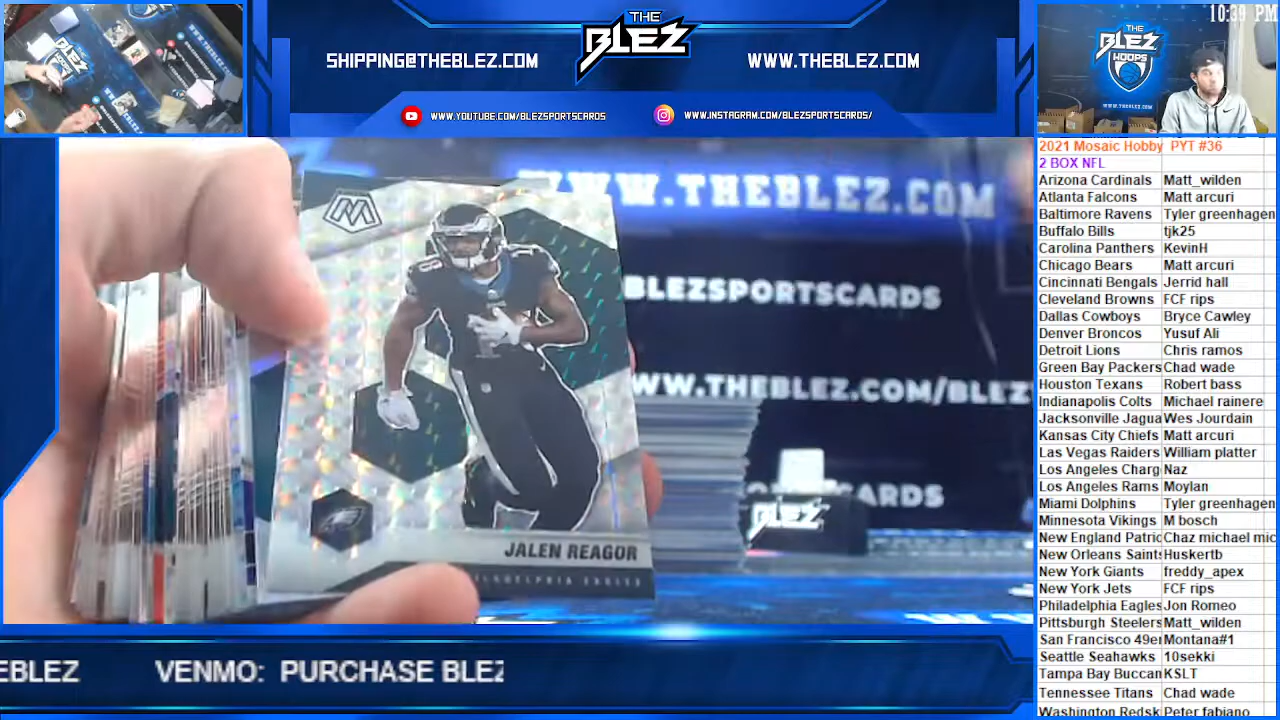 10:39 PM
THE
BLEZ
SHIPPING@THEBLEZ.COM
WWW.THEBLEZ.COM
WWW.YOUTUBE.COM/BLEZSPORTSCARDS
WWW.INSTAGRAM.COM/BLEZSPORTSCARDS/
THE
BLEZ
HOOPS
WWW.THEBLEZ.COM
BLEZSPORTSCARDS
WWW.THEBLEZ.COM/BLEZ
CARDS
BLEZ
M
JALEN REAGOR
PHILADELPHIA EAGLES
EBLEZ VENMO: PURCHASE BLEZ
2021 Mosaic Hobby PYT #36
2 BOX NFL
Arizona Cardinals Matt_wilden
Atlanta Falcons Matt arcuri
Baltimore Ravens Tyler greenhagen
Buffalo Bills tjk25
Carolina Panthers KevinH
Chicago Bears Matt arcuri
Cincinnati Bengals Jerrid hall
Cleveland Browns FCF rips
Dallas Cowboys Bryce Cawley
Denver Broncos Yusuf Ali
Detroit Lions Chris ramos
Green Bay Packers Chad wade
Houston Texans Robert bass
Indianapolis Colts Michael rainere
Jacksonville Jagua Wes Jourdain
Kansas City Chiefs Matt arcuri
Las Vegas Raiders William platter
Los Angeles Charg Naz
Los Angeles Rams Moylan
Miami Dolphins Tyler greenhagen
Minnesota Vikings M bosch
New England Patric Chaz michael mic
New Orleans Saints Huskertb
New York Giants freddy_apex
New York Jets FCF rips
Philadelphia Eagles Jon Romeo
Pittsburgh Steelers Matt_wilden
San Francisco 49er Montana#1
Seattle Seahawks 10sekki
Tampa Bay Buccan KSLT
Tennessee Titans Chad wade
Washington Redsk Peter fabiano